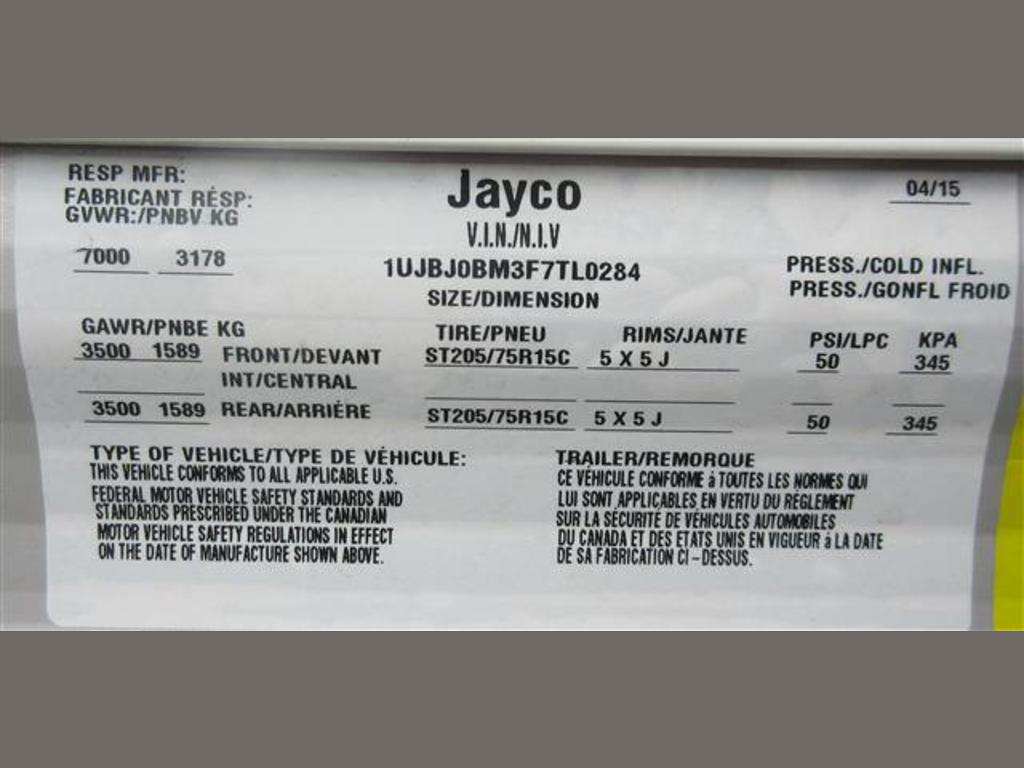 RESP MFR:
Jayco
04/15
FABRICANT RÉSP:
GVWR:/PNBV KG
V.I.N./N.I.V
7000 3178
1UJBJ0BM3F7TL0284
PRESS./COLD INFL.
SIZE/DIMENSION
PRESS./GONFL FROID
GAWR/PNBE KG TIRE/PNEU RIMS/JANTE PSI/LPC KPA
3500 1589 FRONT/DEVANT ST205/75R15C 5 X 5 J 50 345
INT/CENTRAL
3500 1589 REAR/ARRIÉRE ST205/75R15C 5 X 5 J 50 345
TYPE OF VEHICLE/TYPE DE VÉHICULE: TRAILER/REMORQUE
THIS VEHICLE CONFORMS TO ALL APPLICABLE U.S.
FEDERAL MOTOR VEHICLE SAFETY STANDARDS AND
STANDARDS PRESCRIBED UNDER THE CANADIAN
MOTOR VEHICLE SAFETY REGULATIONS IN EFFECT
ON THE DATE OF MANUFACTURE SHOWN ABOVE.
CE VÉHICULE CONFORME à TOUTES LES NORMES QUI
LUI SONT APPLICABLES EN VERTU DU RÈGLEMENT
SUR LA SÉCURITÉ DE VÉHICULES AUTOMOBILES
DU CANADA ET DES ETATS UNIS EN VIGUEUR à LA DATE
DE SA FABRICATION CI-DESSUS.